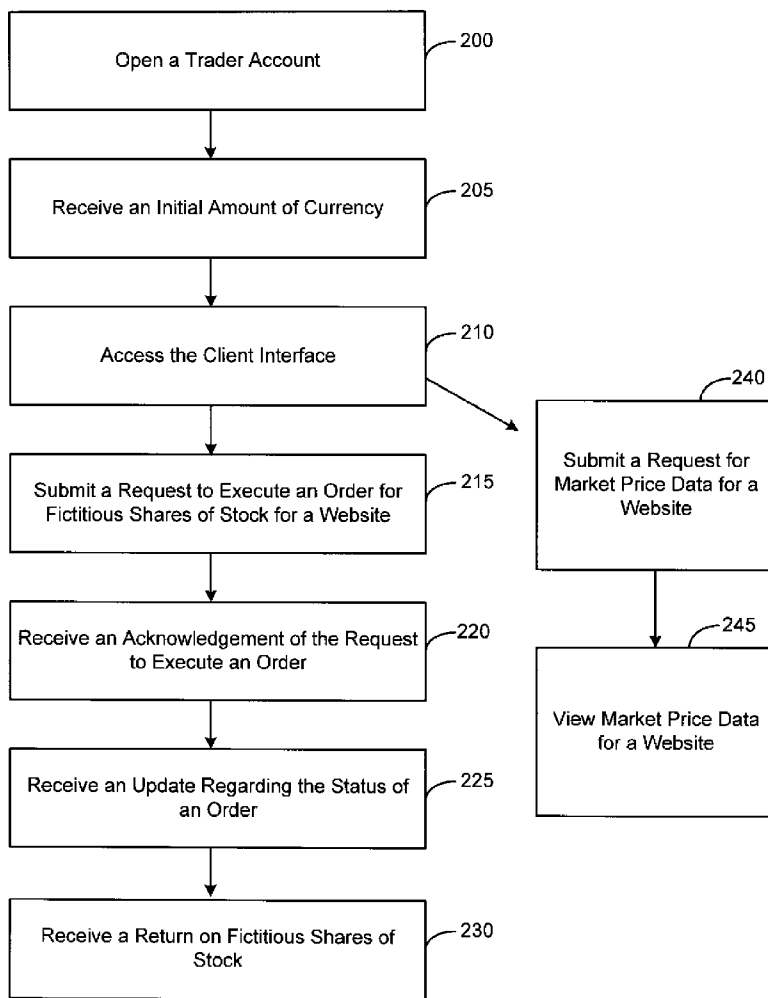 200
Open a Trader Account
205
Receive an Initial Amount of Currency
210
Access the Client Interface
240
Submit a Request for
Market Price Data for a
Website
215
Submit a Request to Execute an Order for
Fictitious Shares of Stock for a Website
220
Receive an Acknowledgement of the Request
to Execute an Order
245
View Market Price Data
for a Website
225
Receive an Update Regarding the Status of
an Order
230
Receive a Return on Fictitious Shares of
Stock